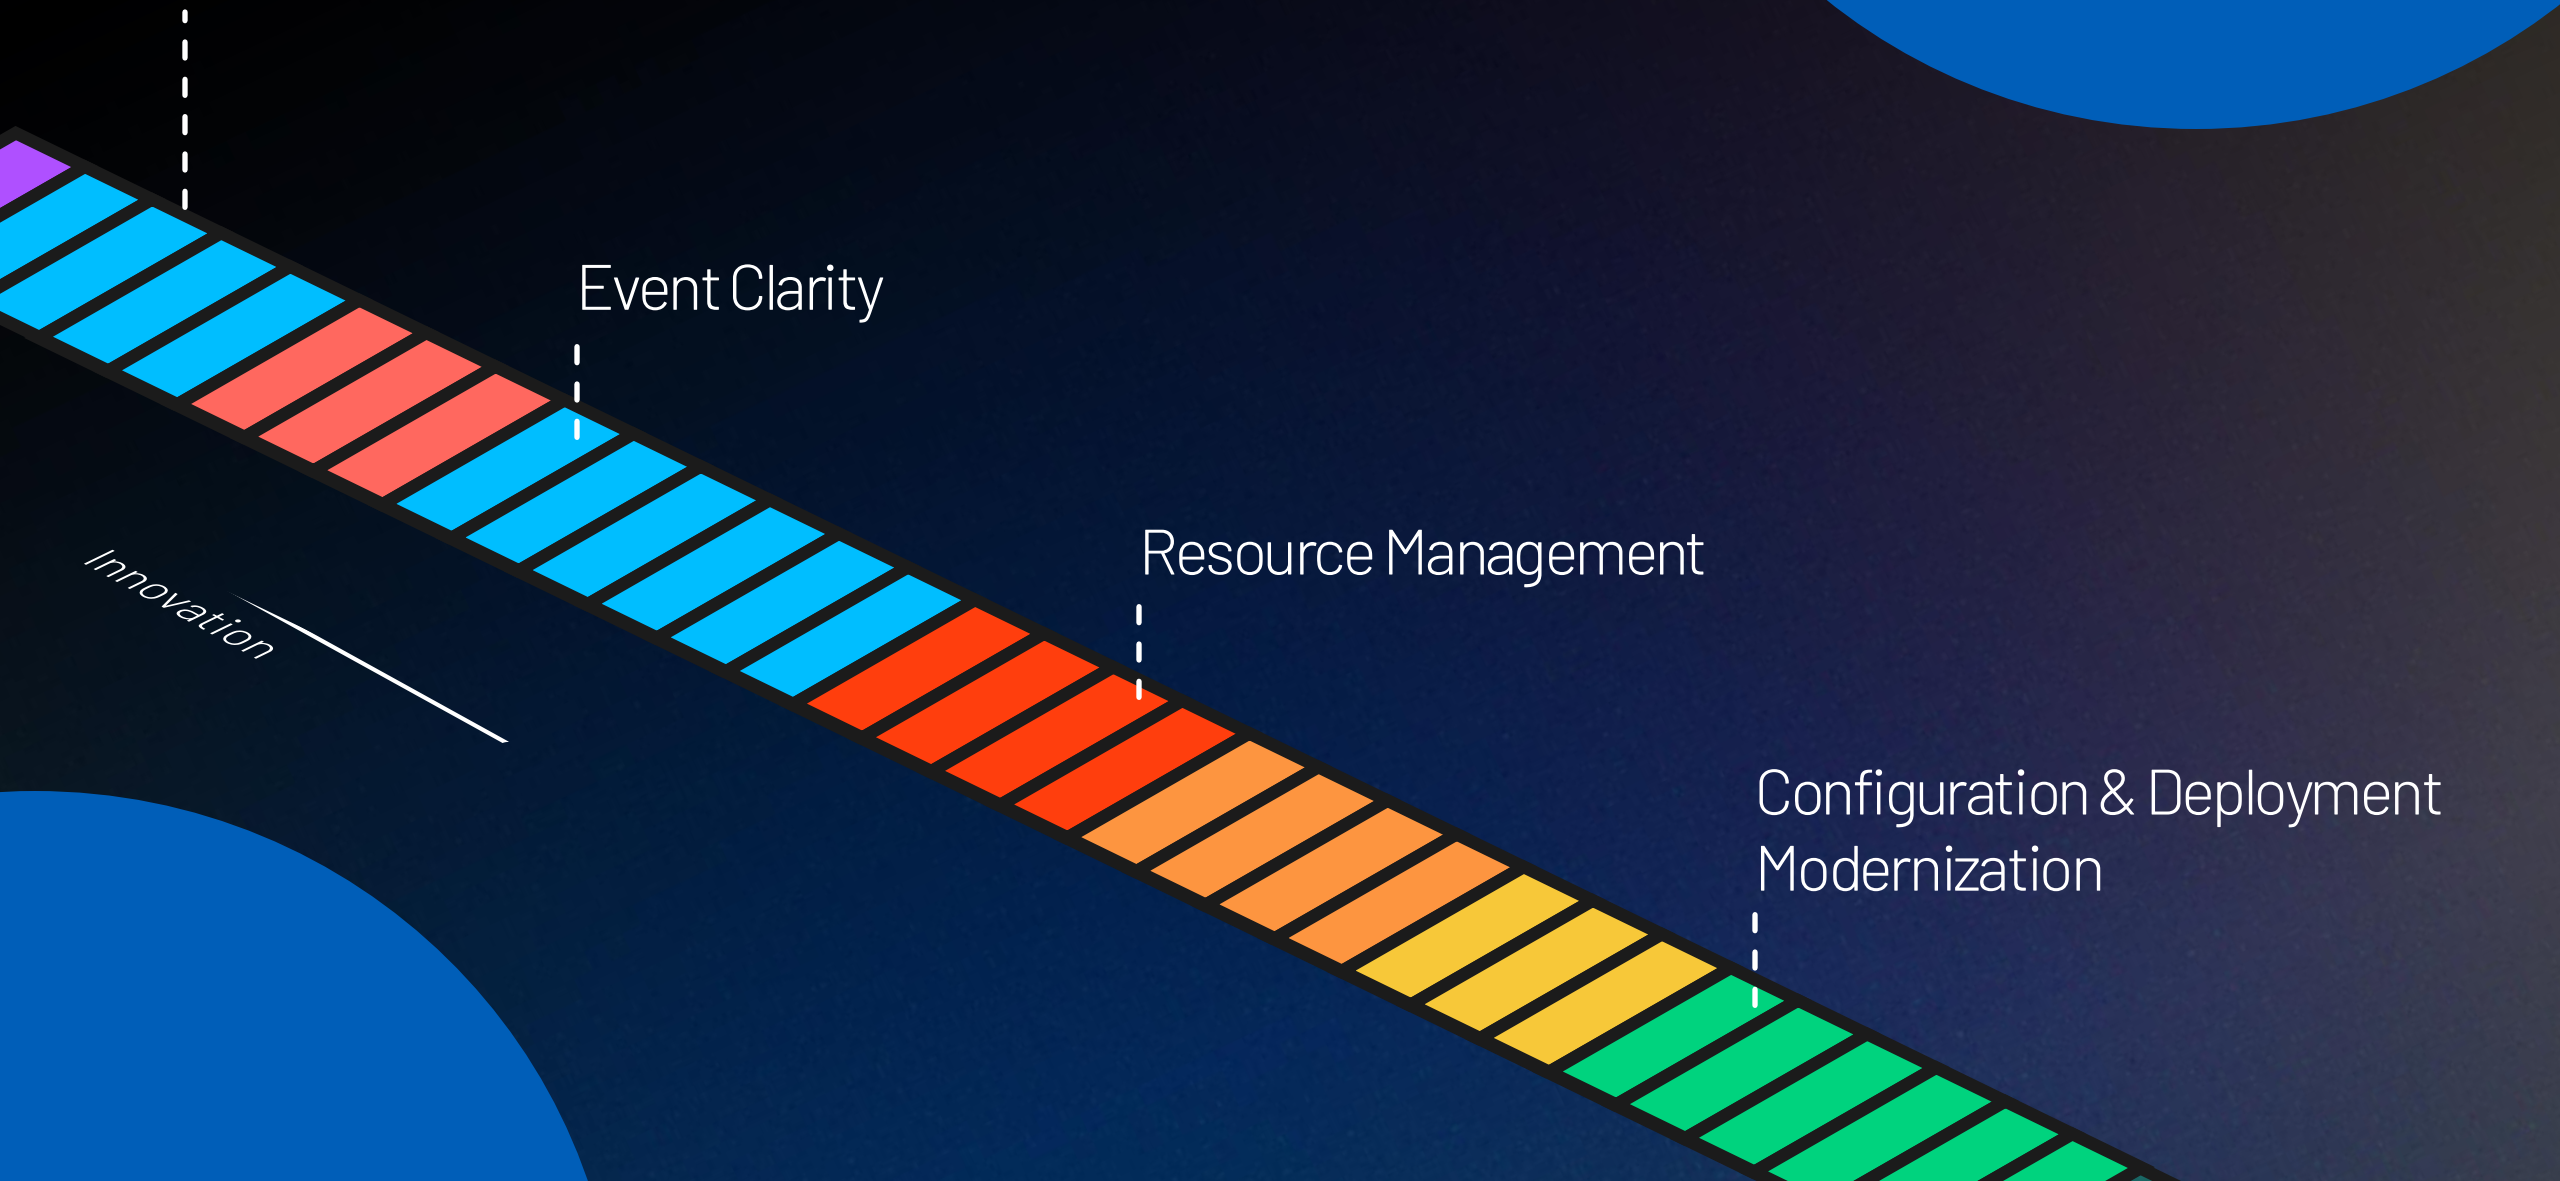 Event Clarity
Resource Management
Innovation
Configuration & Deployment
Modernization